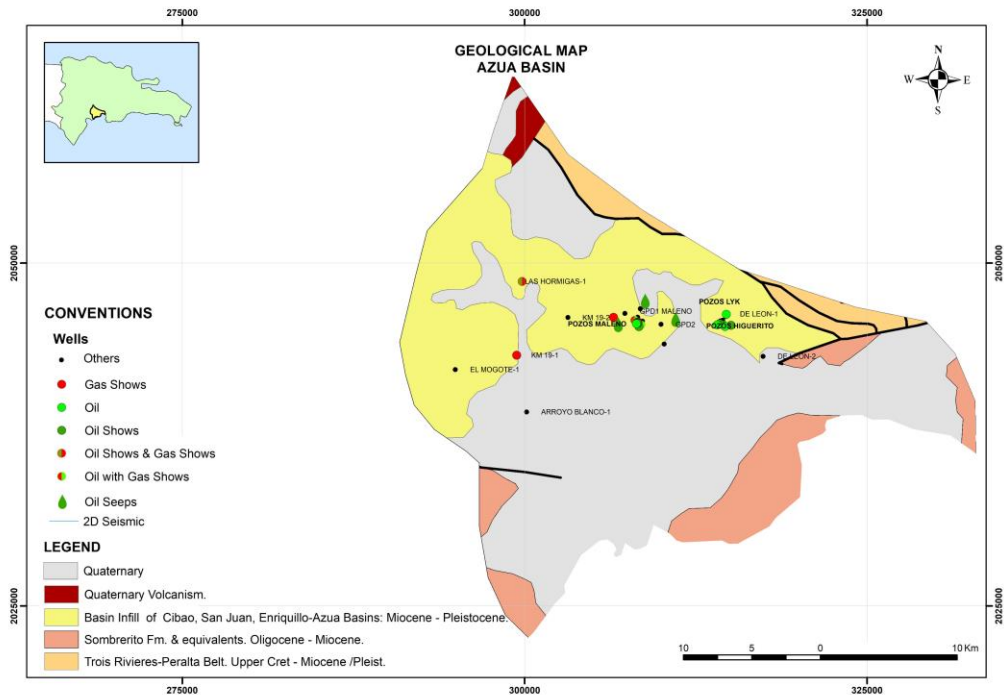 275000
300000
325000
GEOLOGICAL MAP
AZUA BASIN
N
W
E
S
2050000
2050000
LAS HORMIGAS-1
KM 19-2
POZOS MALENO
GPD1 MALENO
GPD2
POZOS LYK
DE LEON-1
POZOS HIGUERITO
KM 19-1
EL MOGOTE-1
DE LEON-2
ARROYO BLANCO-1
CONVENTIONS
Wells
Others
Gas Shows
Oil
Oil Shows
Oil Shows & Gas Shows
Oil with Gas Shows
Oil Seeps
2D Seismic
LEGEND
Quaternary
Quaternary Volcanism.
Basin Infill of Cibao, San Juan, Enriquillo-Azua Basins: Miocene - Pleistocene.
Sombrerito Fm. & equivalents. Oligocene - Miocene.
Trois Rivieres-Peralta Belt. Upper Cret - Miocene /Pleist.
2025000
2025000
10 5 0 10 Km
275000
300000
325000